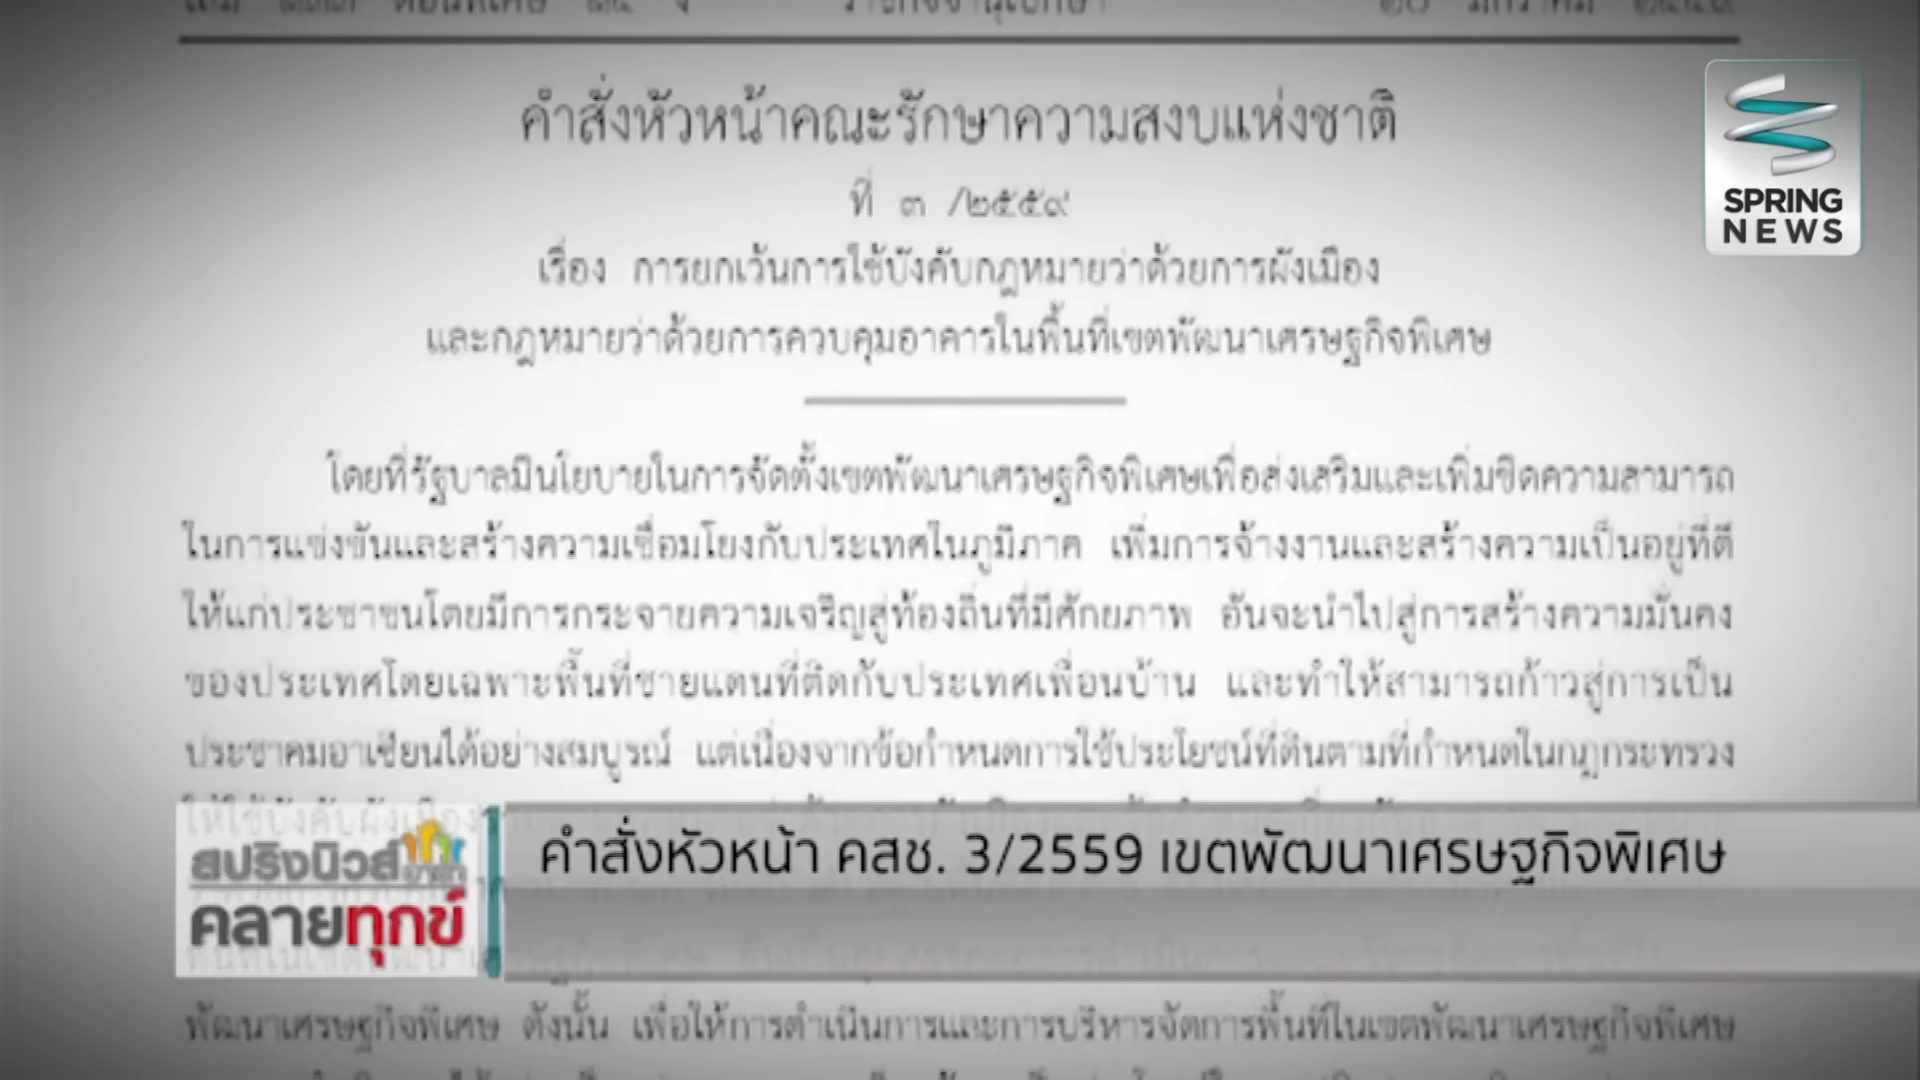 คำสั่งหัวหน้าคณะรักษาความสงบแห่งชาติ
ที่ ๓ /๒๕๕๙
เรื่อง การยกเว้นการใช้บังคับกฎหมายว่าด้วยการผังเมือง
และกฎหมายว่าด้วยการควบคุมอาคารในพื้นที่เขตพัฒนาเศรษฐกิจพิเศษ
โดยที่รัฐบาลมีนโยบายในการจัดตั้งเขตพัฒนาเศรษฐกิจพิเศษเพื่อส่งเสริมและเพิ่มขีดความสามารถ
ในการแข่งขันและสร้างความเชื่อมโยงกับประเทศในภูมิภาค เพิ่มการจ้างงานและสร้างความเป็นอยู่ที่ดี
ให้แก่ประชาชนโดยมีการกระจายความเจริญสู่ท้องถิ่นที่มีศักยภาพ อันจะนำไปสู่การสร้างความมั่นคง
ของประเทศโดยเฉพาะพื้นที่ชายแดนที่ติดกับประเทศเพื่อนบ้าน และทำให้สามารถก้าวสู่การเป็น
ประชาคมอาเซียนได้อย่างสมบูรณ์ แต่เนื่องจากข้อกำหนดการใช้ประโยชน์ที่ดินตามที่กำหนดในกฎกระทรวง
ให้ใช้บังคับผังเมือง
พัฒนาเศรษฐกิจพิเศษ ดังนั้น เพื่อให้การดำเนินการและการบริหารจัดการพื้นที่ในเขตพัฒนาเศรษฐกิจพิเศษ
SPRING
NEWS
สปริงนิวส์
คลายทุกข์
คำสั่งหัวหน้า คสช. 3/2559 เขตพัฒนาเศรษฐกิจพิเศษ